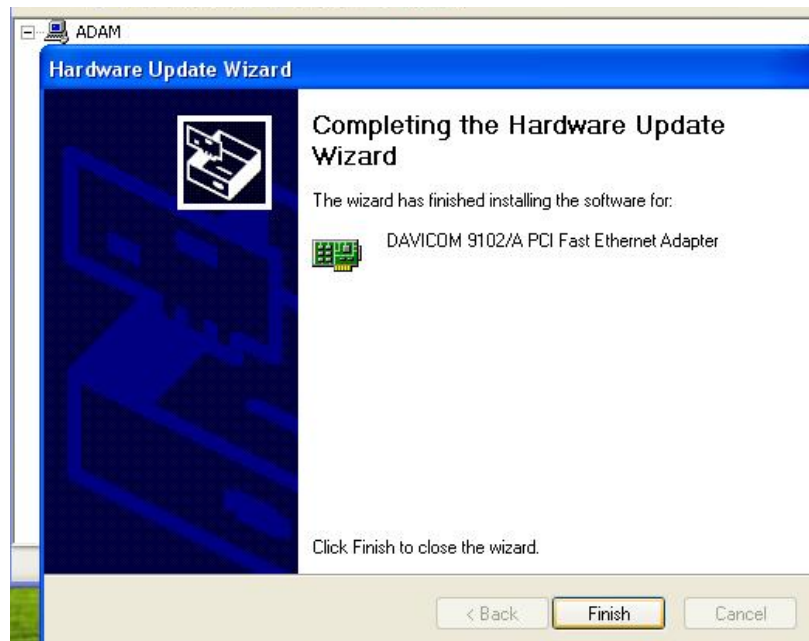 ADAM
Hardware Update Wizard
Completing the Hardware Update
Wizard
The wizard has finished installing the software for:
DAVICOM 9102/A PCI Fast Ethernet Adapter
Click Finish to close the wizard.
< Back Finish Cancel